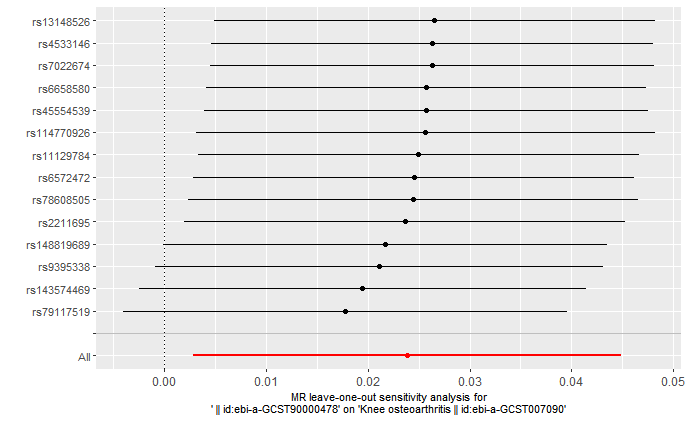 rs13148526
rs4533146
rs7022674
rs6658580
rs45554539
rs114770926
rs11129784
rs6572472
rs78608505
rs2211695
rs148819689
rs9395338
rs143574469
rs79117519
All
0.00 0.01 0.02 0.03 0.04 0.05
MR leave-one-out sensitivity analysis for
' id:ebi-a-GCST90000478' on 'Knee osteoarthritis id:ebi-a-GCST007090'